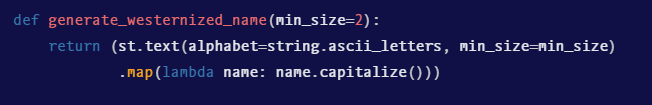 def generate_westernized_name(min_size=2):
    return (st.text(alphabet=string.ascii_letters, min_size=min_size)
            .map(lambda name: name.capitalize()))